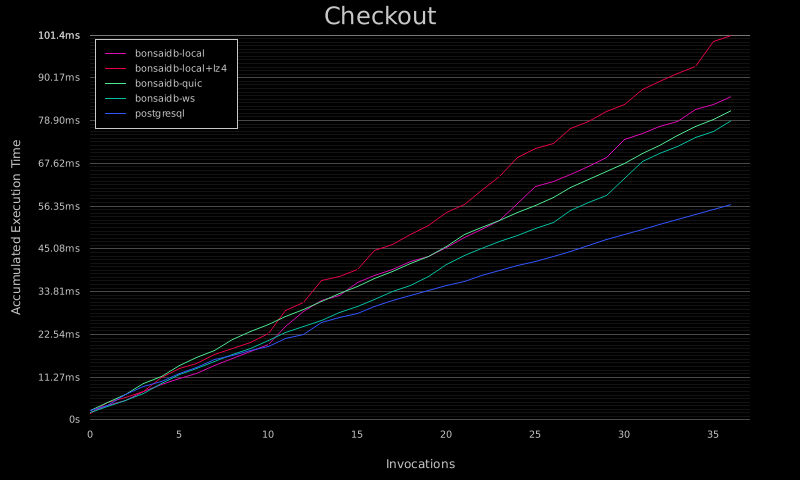 Checkout
101.4ms
90.17ms
78.90ms
67.62ms
56.35ms
45.08ms
33.81ms
22.54ms
11.27ms
0s
Accumulated Execution Time
bonsaidb-local
bonsaidb-local+lz4
bonsaidb-quic
bonsaidb-ws
postgresql
0 5 10 15 20 25 30 35
Invocations